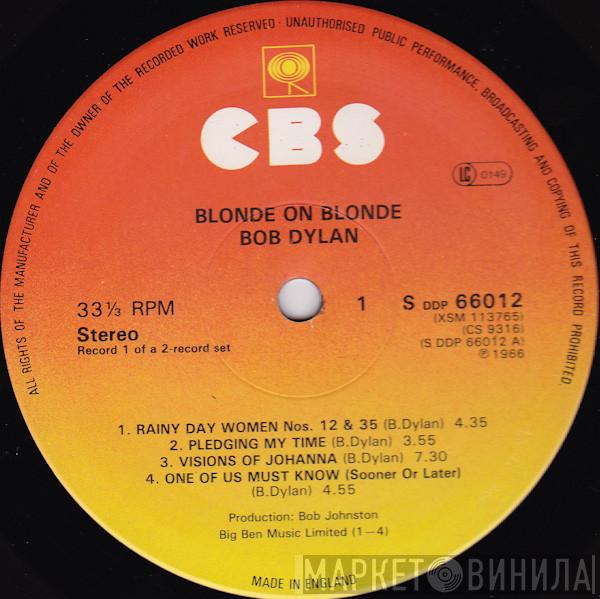 ALL RIGHTS OF THE MANUFACTURER AND OF THE OWNER OF THE RECORDED WORK RESERVED · UNAUTHORISED PUBLIC PERFORMANCE, BROADCASTING AND COPYING OF THIS RECORD PROHIBITED.
CBS
LC 0149
BLONDE ON BLONDE
BOB DYLAN
33⅓ RPM 1 S DDP 66012
Stereo (XSM 113765)
Record 1 of a 2-record set (CS 9316)
(S DDP 66012 A)
℗ 1966
1. RAINY DAY WOMEN Nos. 12 & 35 (B.Dylan) 4.35
2. PLEDGING MY TIME (B.Dylan) 3.55
3. VISIONS OF JOHANNA (B.Dylan) 7.30
4. ONE OF US MUST KNOW (Sooner Or Later)
(B.Dylan) 4.55
Production: Bob Johnston
Big Ben Music Limited (1—4)
МАРКЕТ ВИНИЛА
MADE IN ENGLAND